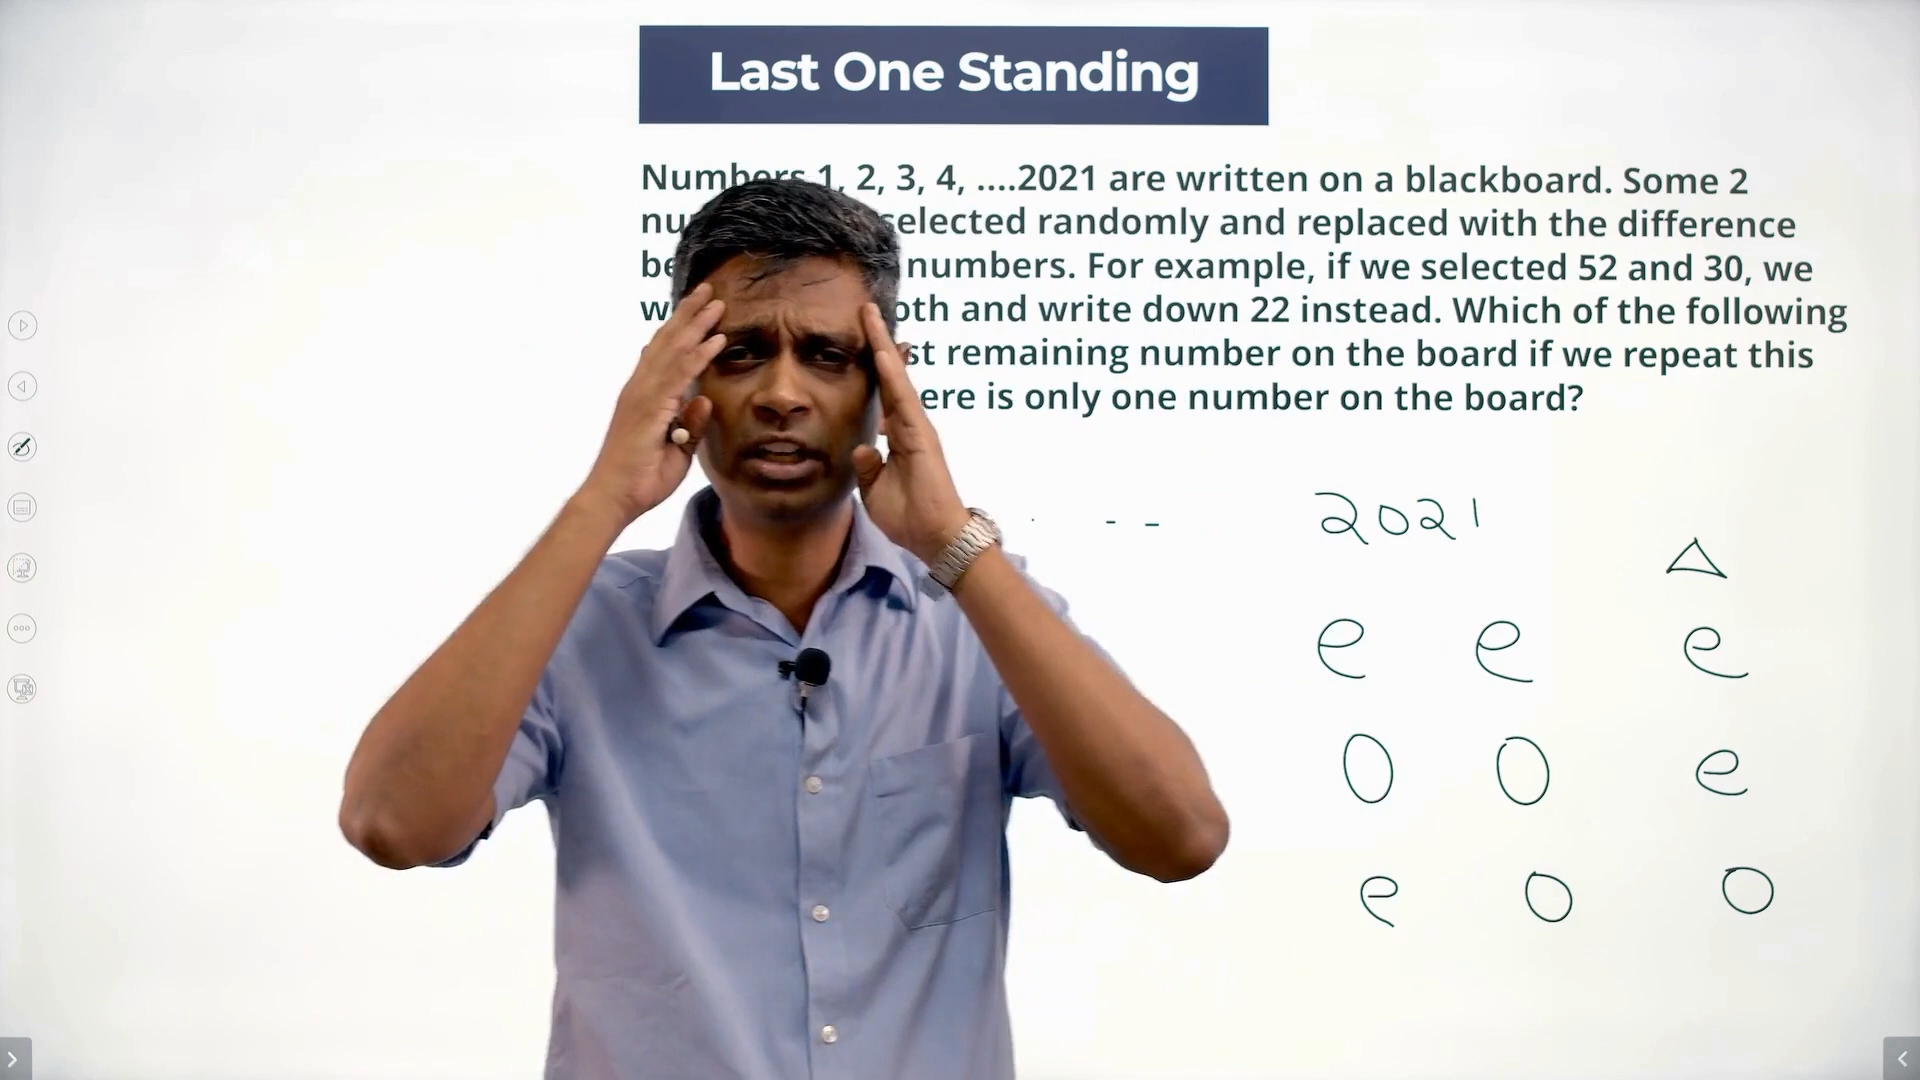 Last One Standing
Numbers 1, 2, 3, 4, ....2021 are written on a blackboard. Some 2
selected randomly and replaced with the difference
numbers. For example, if we selected 52 and 30, we
and write down 22 instead. Which of the following
remaining number on the board if we repeat this
is only one number on the board?
- - 2021
△
e e e
0 0 e
e 0 0